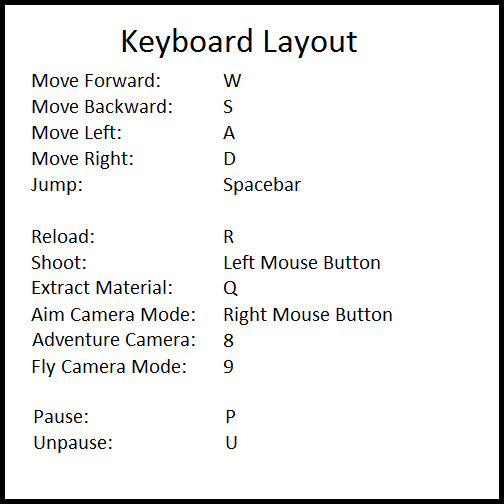 Keyboard Layout
Move Forward: W
Move Backward: S
Move Left: A
Move Right: D
Jump: Spacebar
Reload: R
Shoot: Left Mouse Button
Extract Material: Q
Aim Camera Mode: Right Mouse Button
Adventure Camera: 8
Fly Camera Mode: 9
Pause: P
Unpause: U